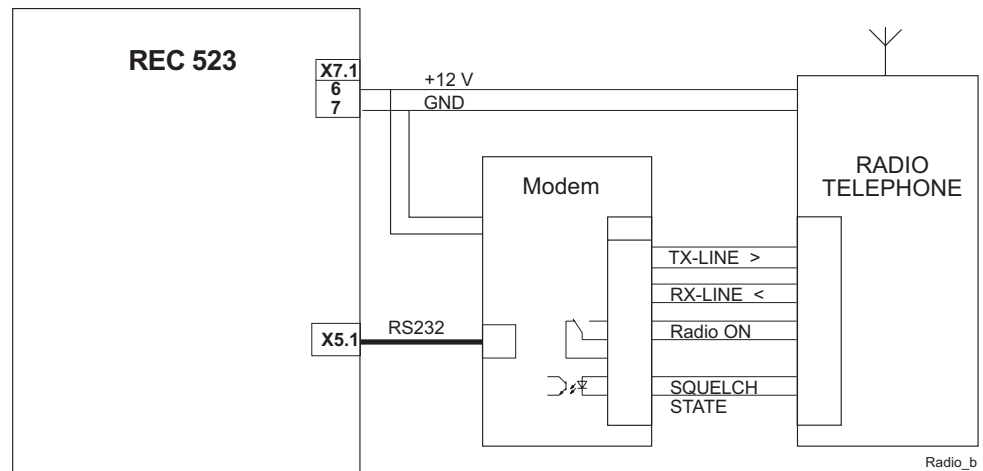 REC 523
X7.1
6
7
+12 V
GND
RADIO
TELEPHONE
Modem
TX-LINE >
RX-LINE <
Radio ON
SQUELCH
STATE
X5.1
RS232
Radio_b